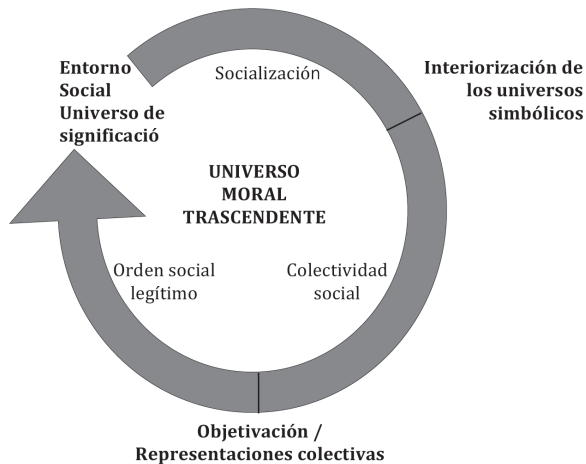 Entorno
Social
Universo de
significació
Socialización
Interiorización de
los universos
simbólicos
UNIVERSO
MORAL
TRASCENDENTE
Orden social
legítimo
Colectividad
social
Objetivación /
Representaciones colectivas